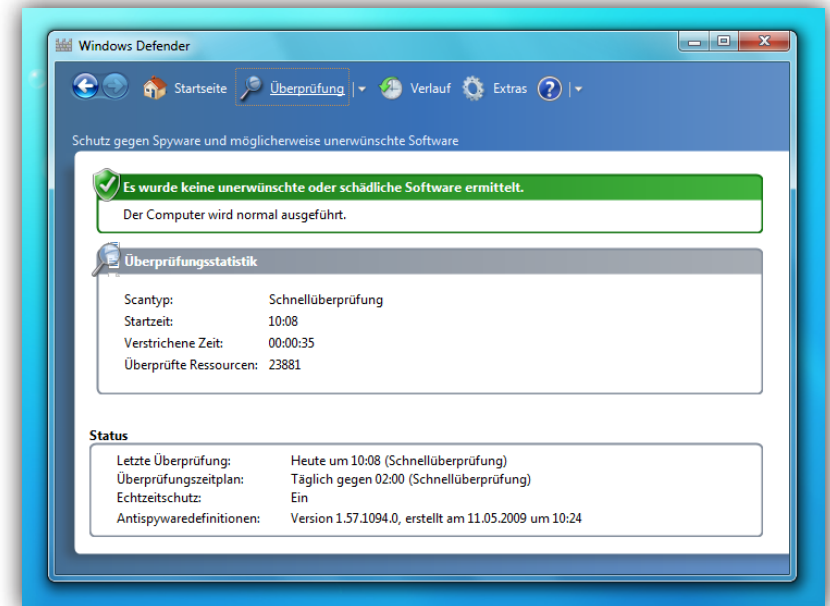 Windows Defender
Startseite Überprüfung Verlauf Extras ?
Schutz gegen Spyware und möglicherweise unerwünschte Software
Es wurde keine unerwünschte oder schädliche Software ermittelt.
Der Computer wird normal ausgeführt.
Überprüfungsstatistik
Scantyp: Schnellüberprüfung
Startzeit: 10:08
Verstrichene Zeit: 00:00:35
Überprüfte Ressourcen: 23881
Status
Letzte Überprüfung: Heute um 10:08 (Schnellüberprüfung)
Überprüfungszeitplan: Täglich gegen 02:00 (Schnellüberprüfung)
Echtzeitschutz: Ein
Antispywaredefinitionen: Version 1.57.1094.0, erstellt am 11.05.2009 um 10:24